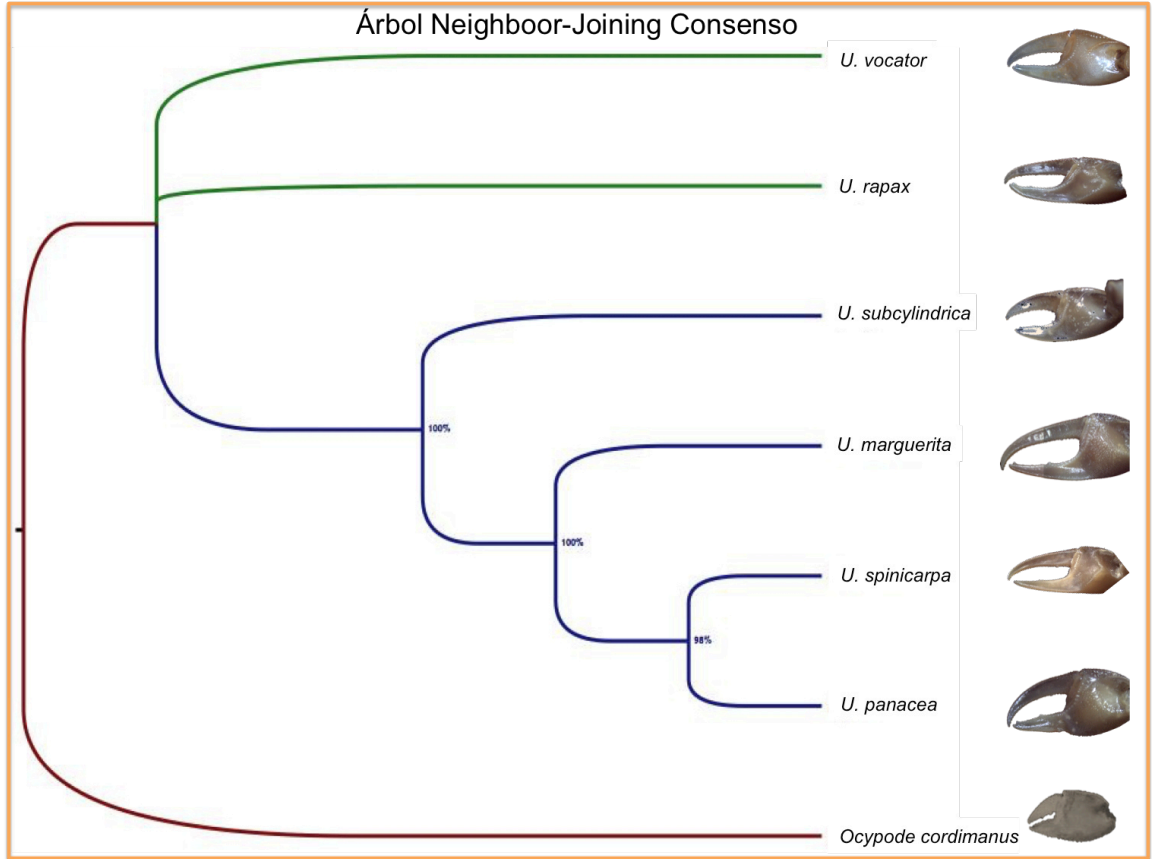 Árbol Neighboor-Joining Consenso
U. vocator
U. rapax
U. subcylindrica
100%
U. marguerita
100%
U. spinicarpa
98%
U. panacea
Ocypode cordimanus